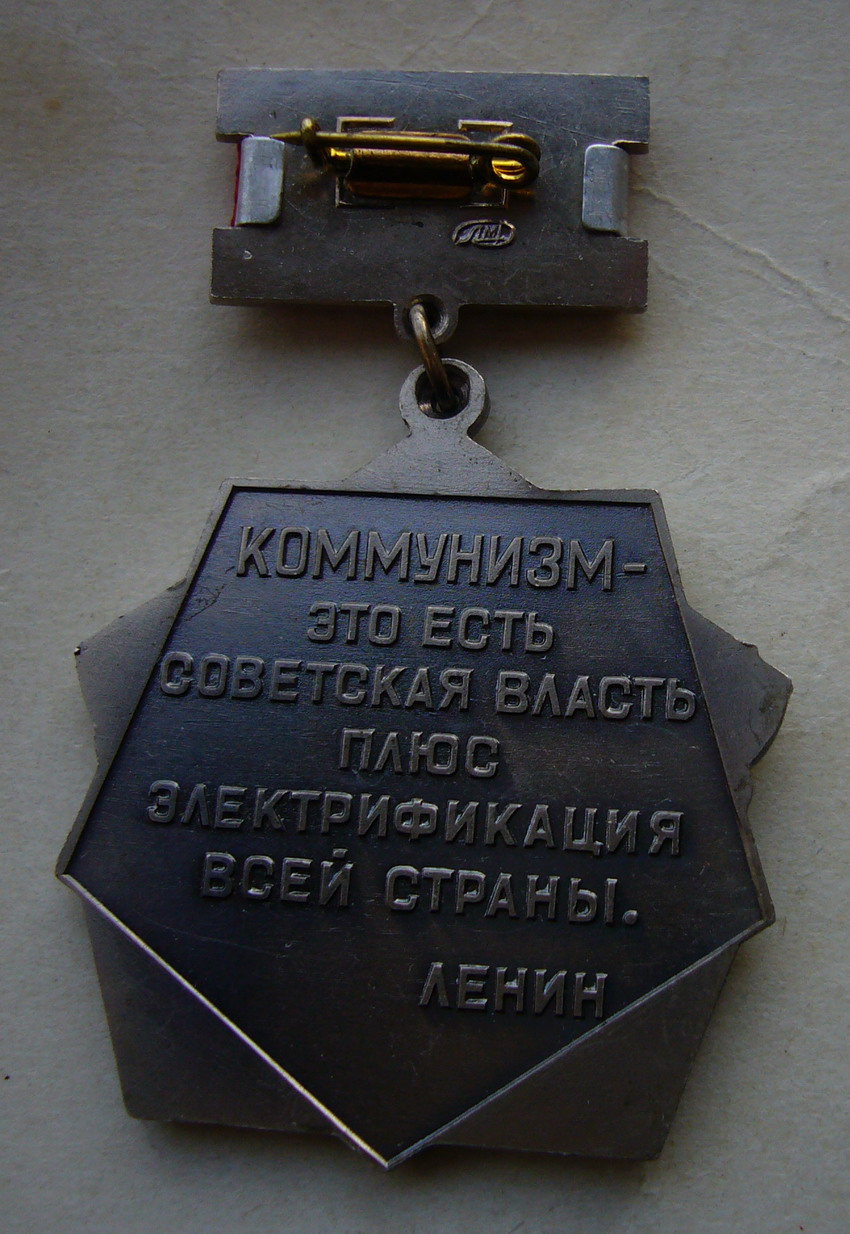 ЛМД
КОММУНИЗМ-
ЭТО ЕСТЬ
СОВЕТСКАЯ ВЛАСТЬ
ПЛЮС
ЭЛЕКТРИФИКАЦИЯ
ВСЕЙ СТРАНЫ.
ЛЕНИН